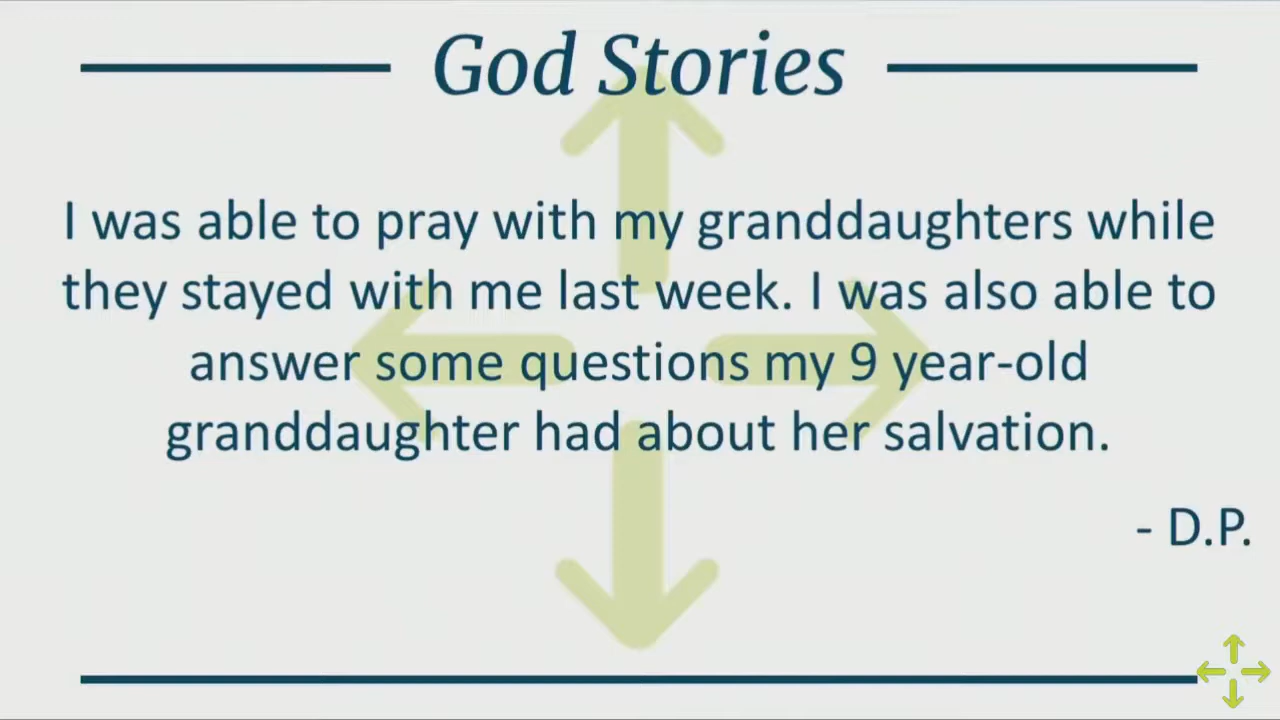 God Stories
I was able to pray with my granddaughters while
they stayed with me last week. I was also able to
answer some questions my 9 year-old
granddaughter had about her salvation.
- D.P.